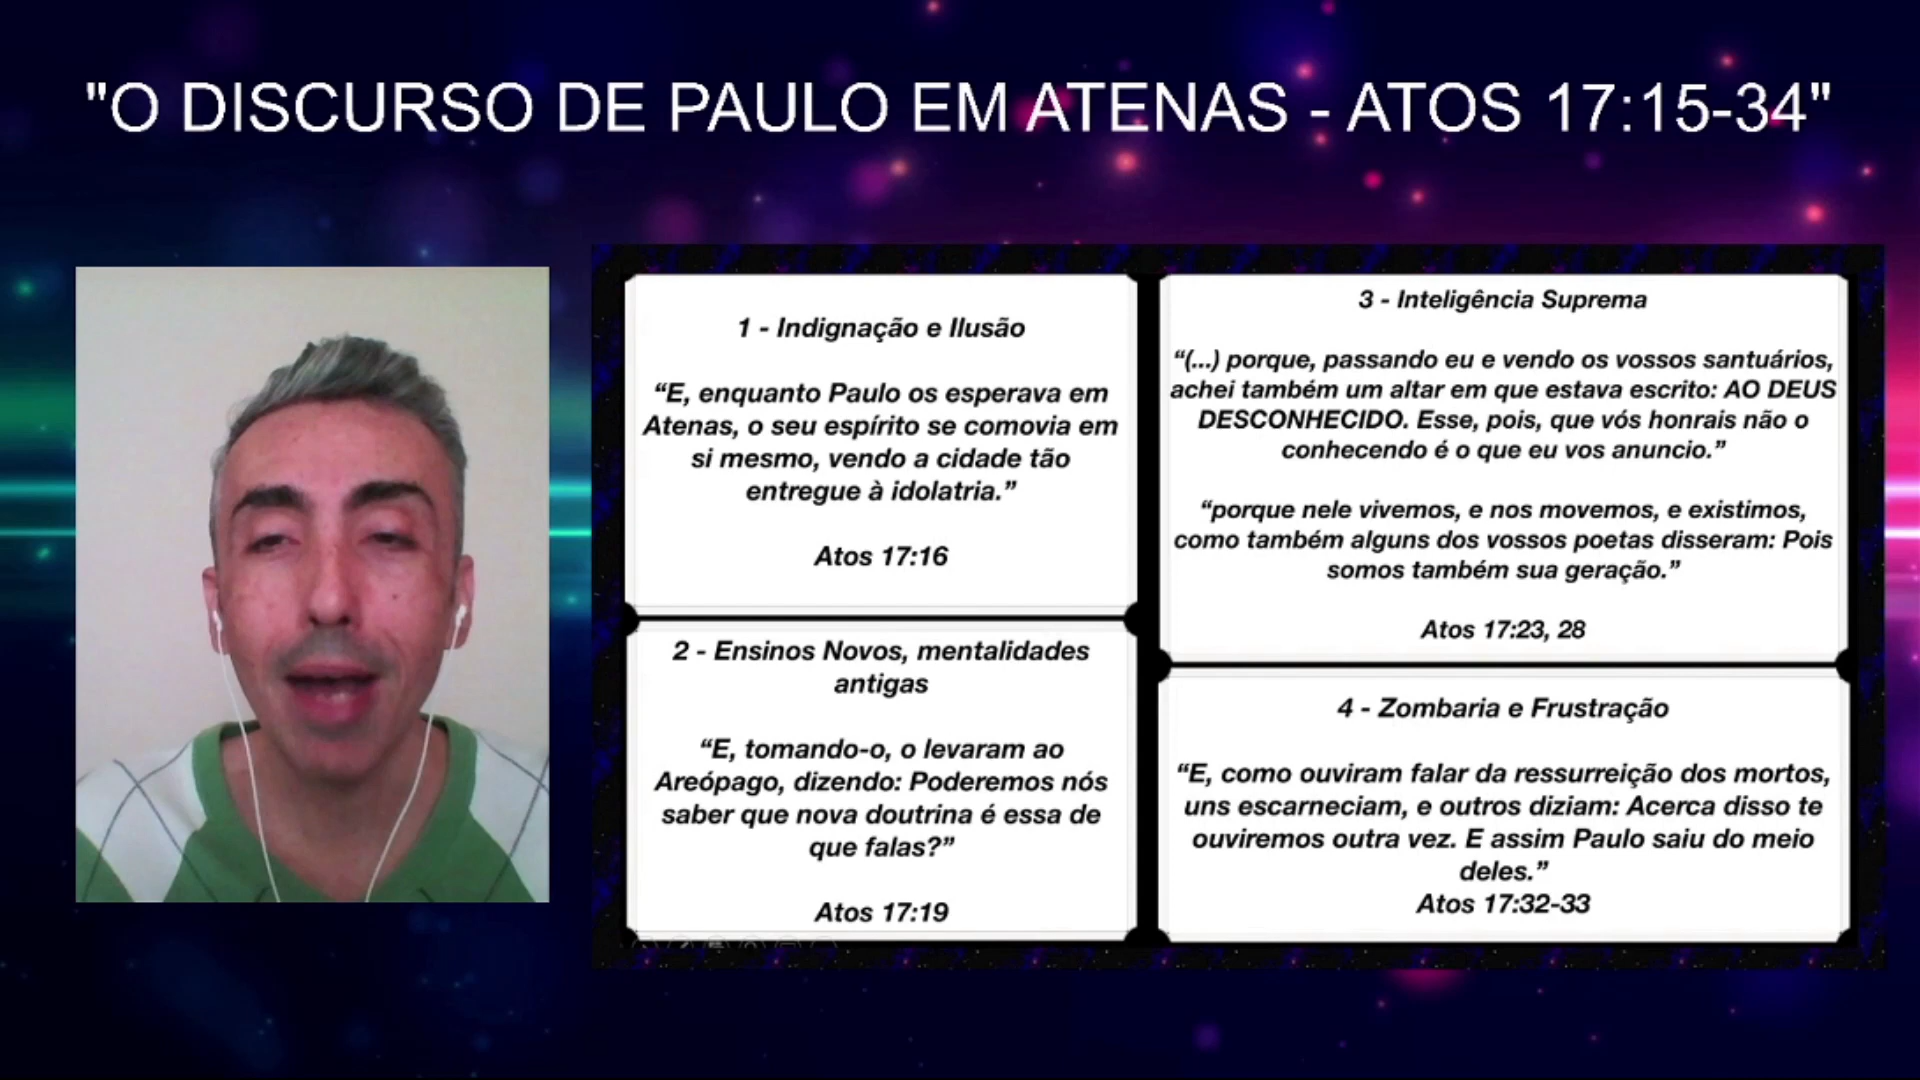 "O DISCURSO DE PAULO EM ATENAS - ATOS 17:15-34"
1 - Indignação e Ilusão
“E, enquanto Paulo os esperava em
Atenas, o seu espírito se comovia em
si mesmo, vendo a cidade tão
entregue à idolatria.”
Atos 17:16
2 - Ensinos Novos, mentalidades
antigas
“E, tomando-o, o levaram ao
Areópago, dizendo: Poderemos nós
saber que nova doutrina é essa de
que falas?”
Atos 17:19
3 - Inteligência Suprema
“(...) porque, passando eu e vendo os vossos santuários,
achei também um altar em que estava escrito: AO DEUS
DESCONHECIDO. Esse, pois, que vós honrais não o
conhecendo é o que eu vos anuncio.”
“porque nele vivemos, e nos movemos, e existimos,
como também alguns dos vossos poetas disseram: Pois
somos também sua geração.”
Atos 17:23, 28
4 - Zombaria e Frustração
“E, como ouviram falar da ressurreição dos mortos,
uns escarneciam, e outros diziam: Acerca disso te
ouviremos outra vez. E assim Paulo saiu do meio
deles.”
Atos 17:32-33